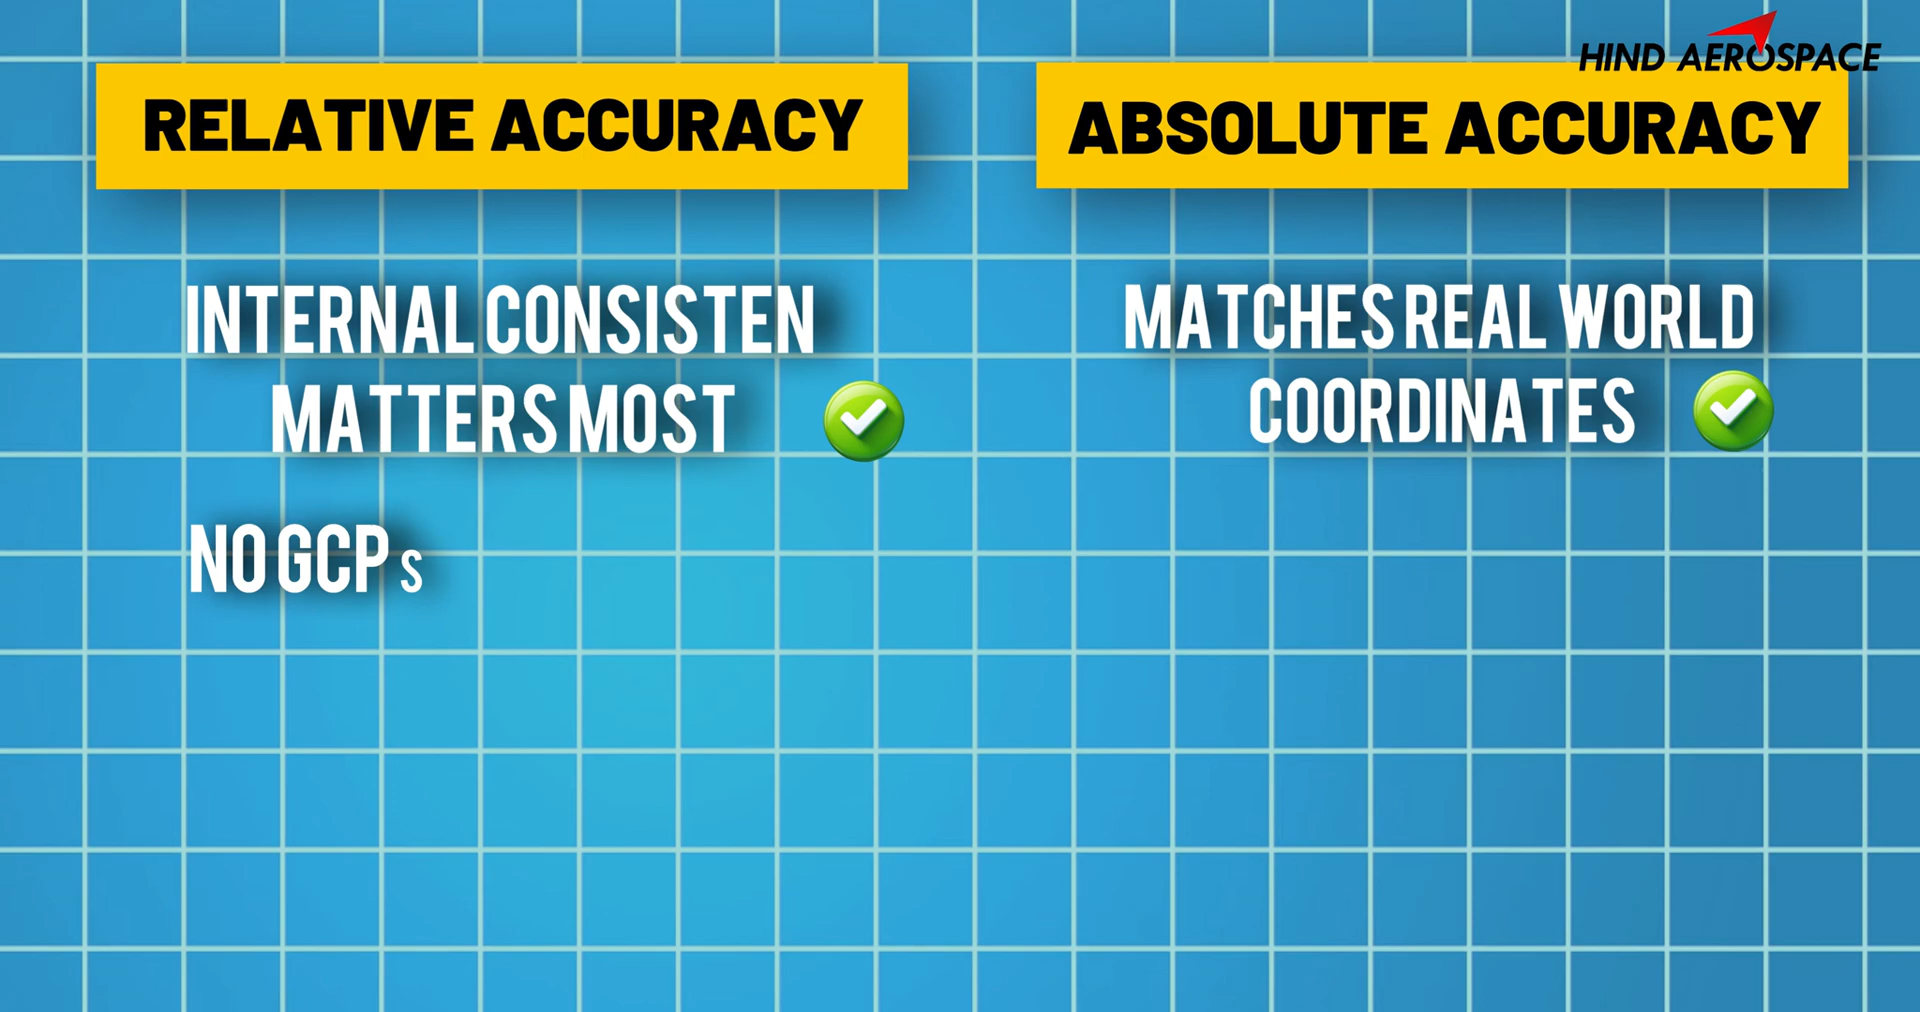 HIND AEROSPACE
RELATIVE ACCURACY
INTERNAL CONSISTEN
MATTERS MOST
NO GCP s
ABSOLUTE ACCURACY
MATCHES REAL WORLD
COORDINATES